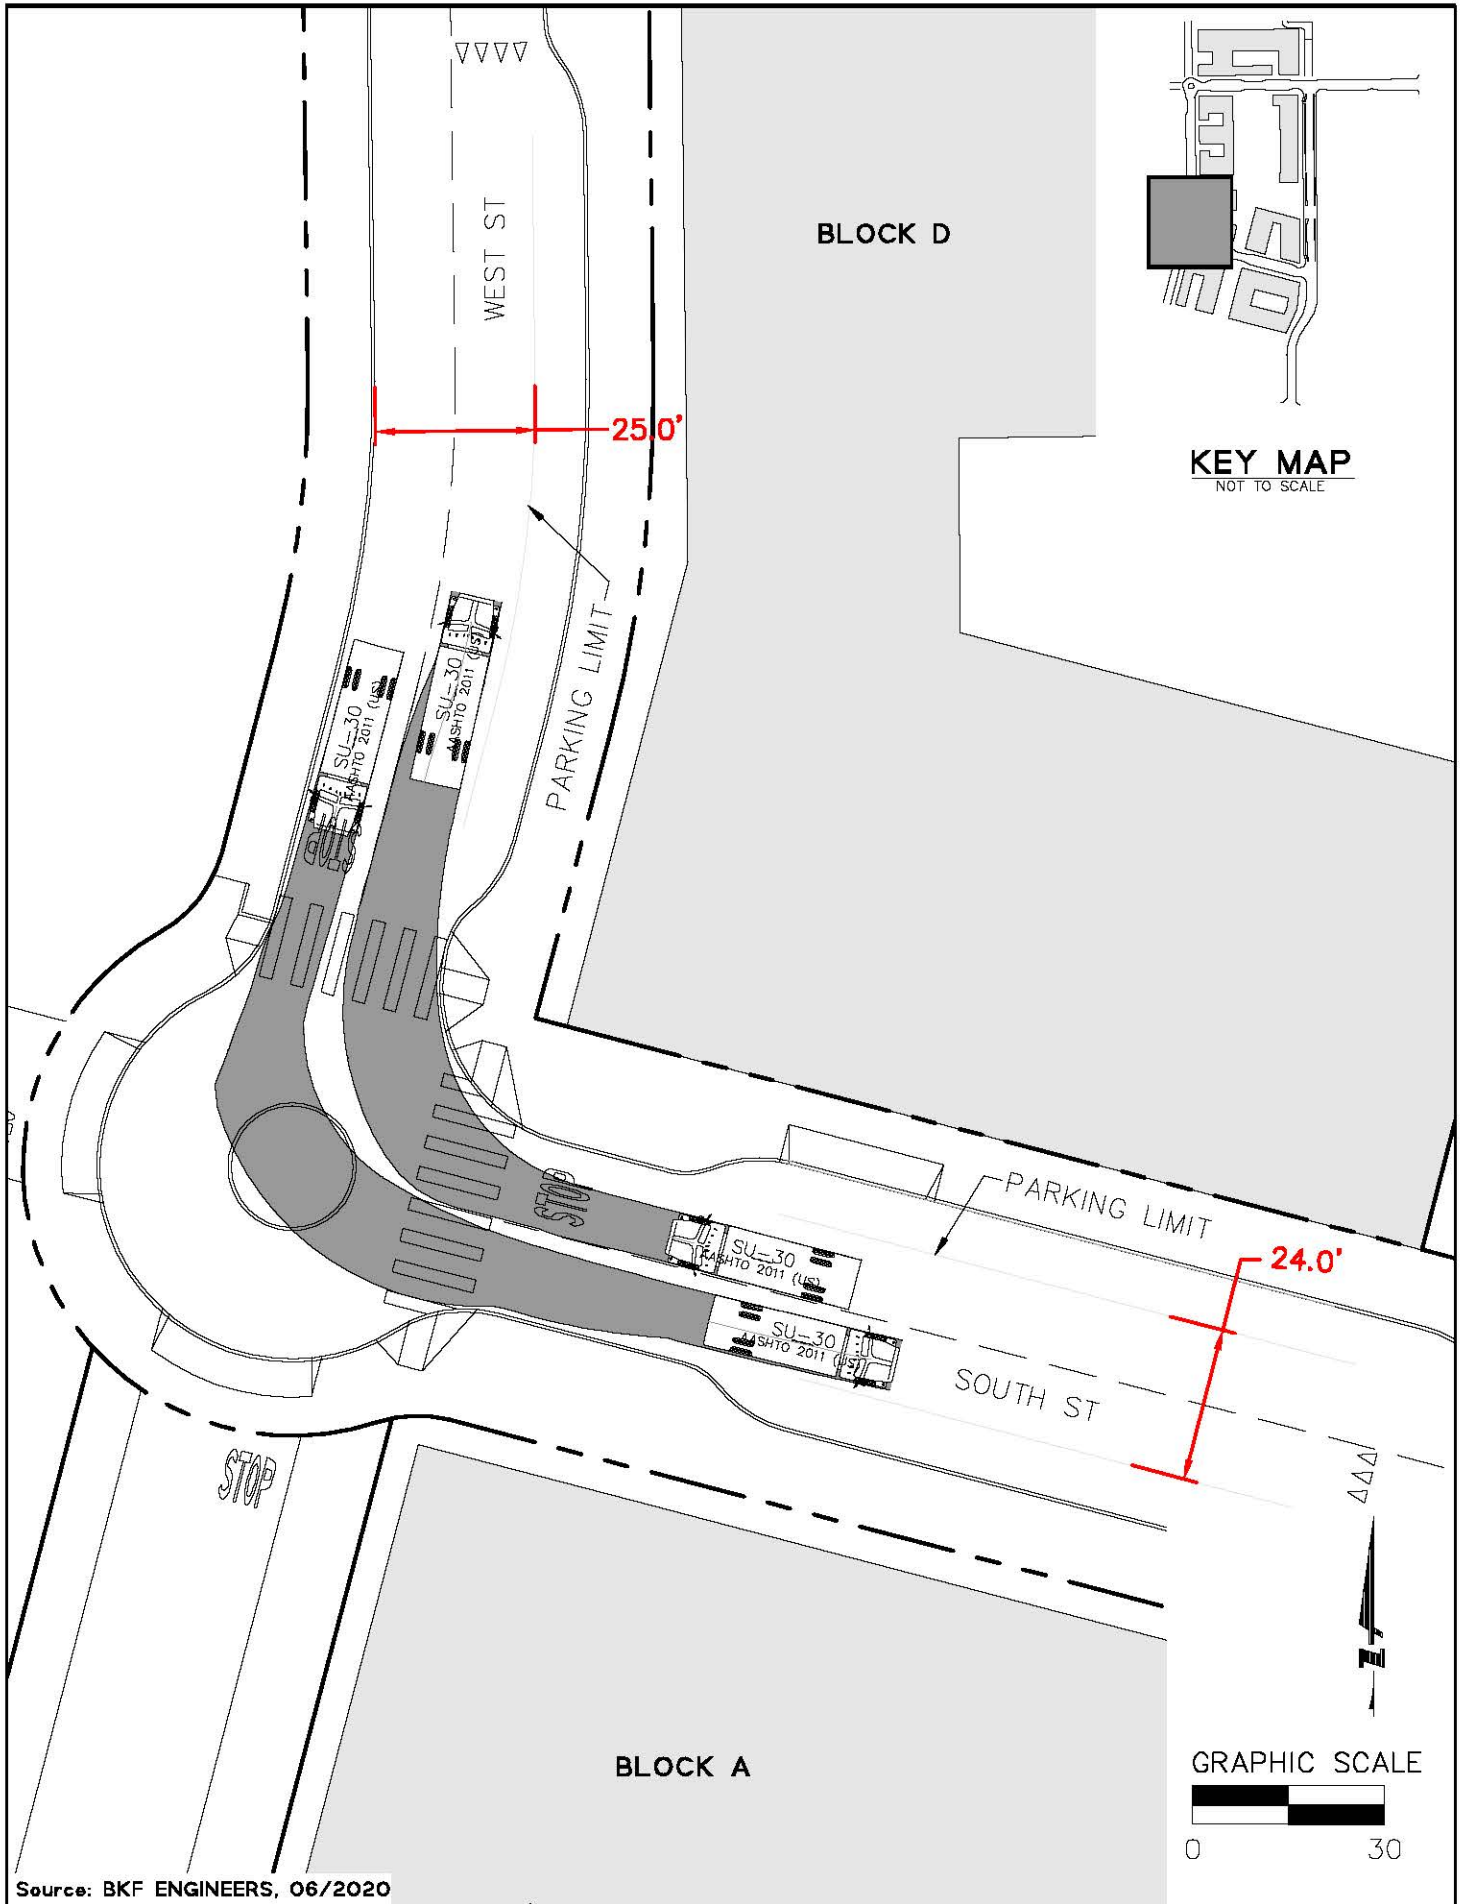 WEST ST
BLOCK D
25.0'
KEY MAP
NOT TO SCALE
SU-30
AASHTO 2011 (US)
SU-30
AASHTO 2011 (US)
PARKING LIMIT
STOP
STOP
PARKING LIMIT
SU-30
AASHTO 2011 (US)
24.0'
SU-30
AASHTO 2011 (US)
SOUTH ST
STOP
BLOCK A
GRAPHIC SCALE
0 30
Source: BKF ENGINEERS, 06/2020